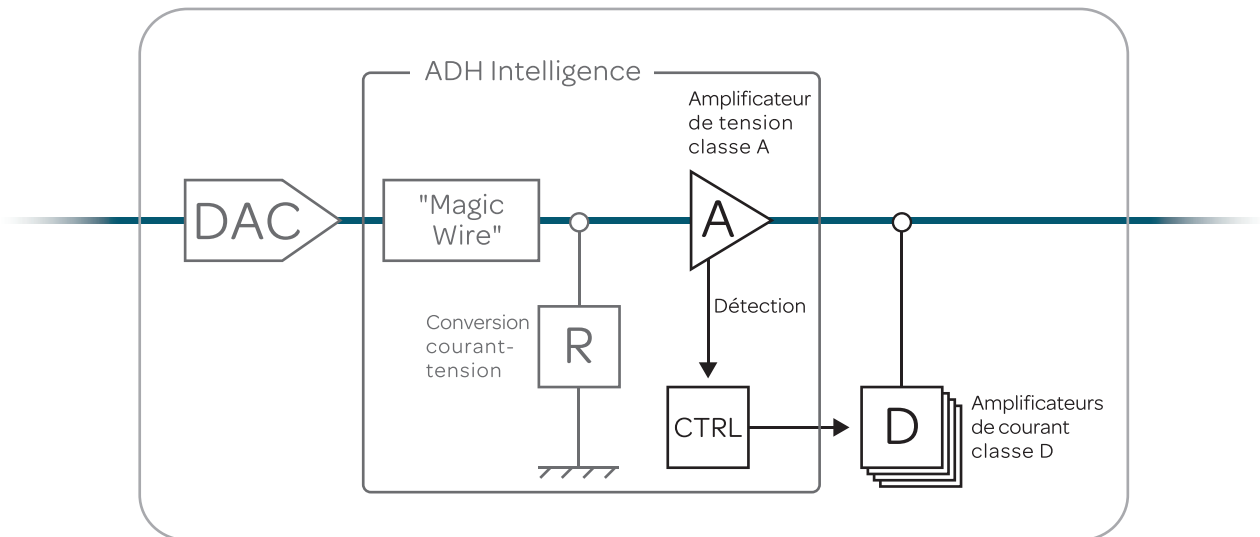 ADH Intelligence
Amplificateur
de tension
classe A
DAC
"Magic
Wire"
A
Détection
Conversion
courant-
tension
R
CTRL
D
Amplificateurs
de courant
classe D